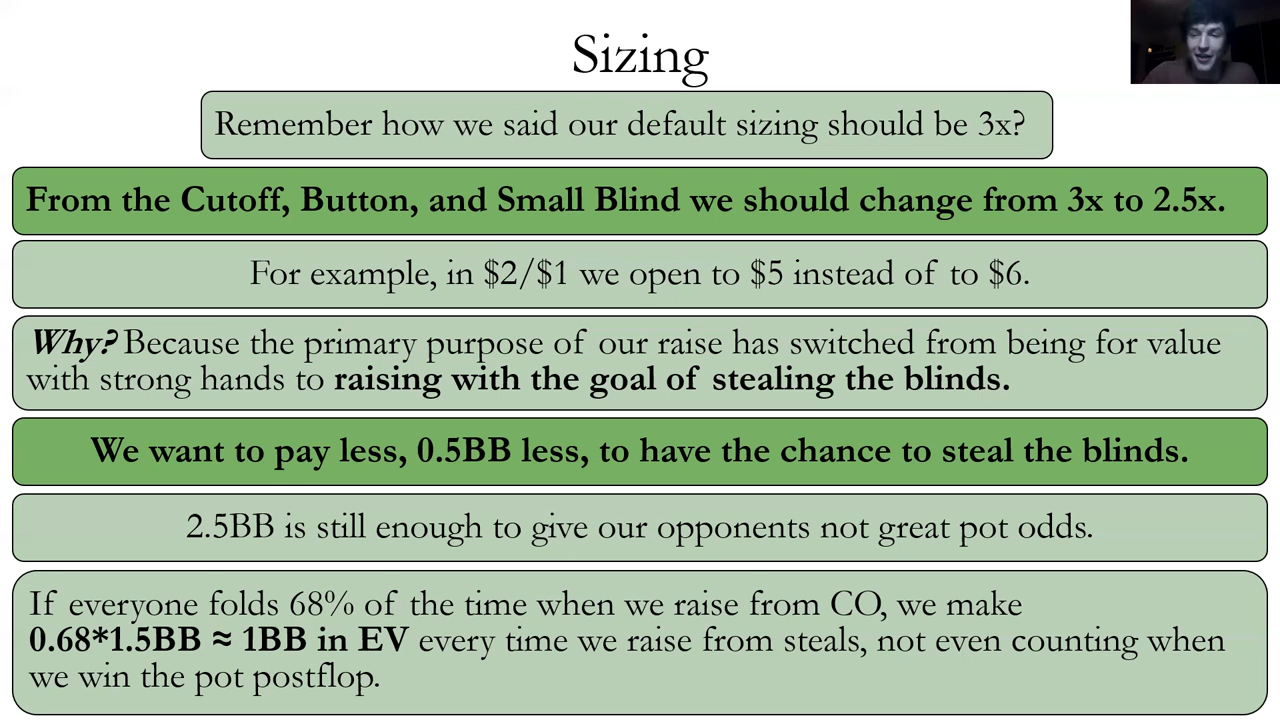 Sizing
Remember how we said our default sizing should be 3x?
From the Cutoff, Button, and Small Blind we should change from 3x to 2.5x.
For example, in $2/$1 we open to $5 instead of to $6.
Why? Because the primary purpose of our raise has switched from being for value
with strong hands to raising with the goal of stealing the blinds.
We want to pay less, 0.5BB less, to have the chance to steal the blinds.
2.5BB is still enough to give our opponents not great pot odds.
If everyone folds 68% of the time when we raise from CO, we make
0.68*1.5BB ≈ 1BB in EV every time we raise from steals, not even counting when
we win the pot postflop.